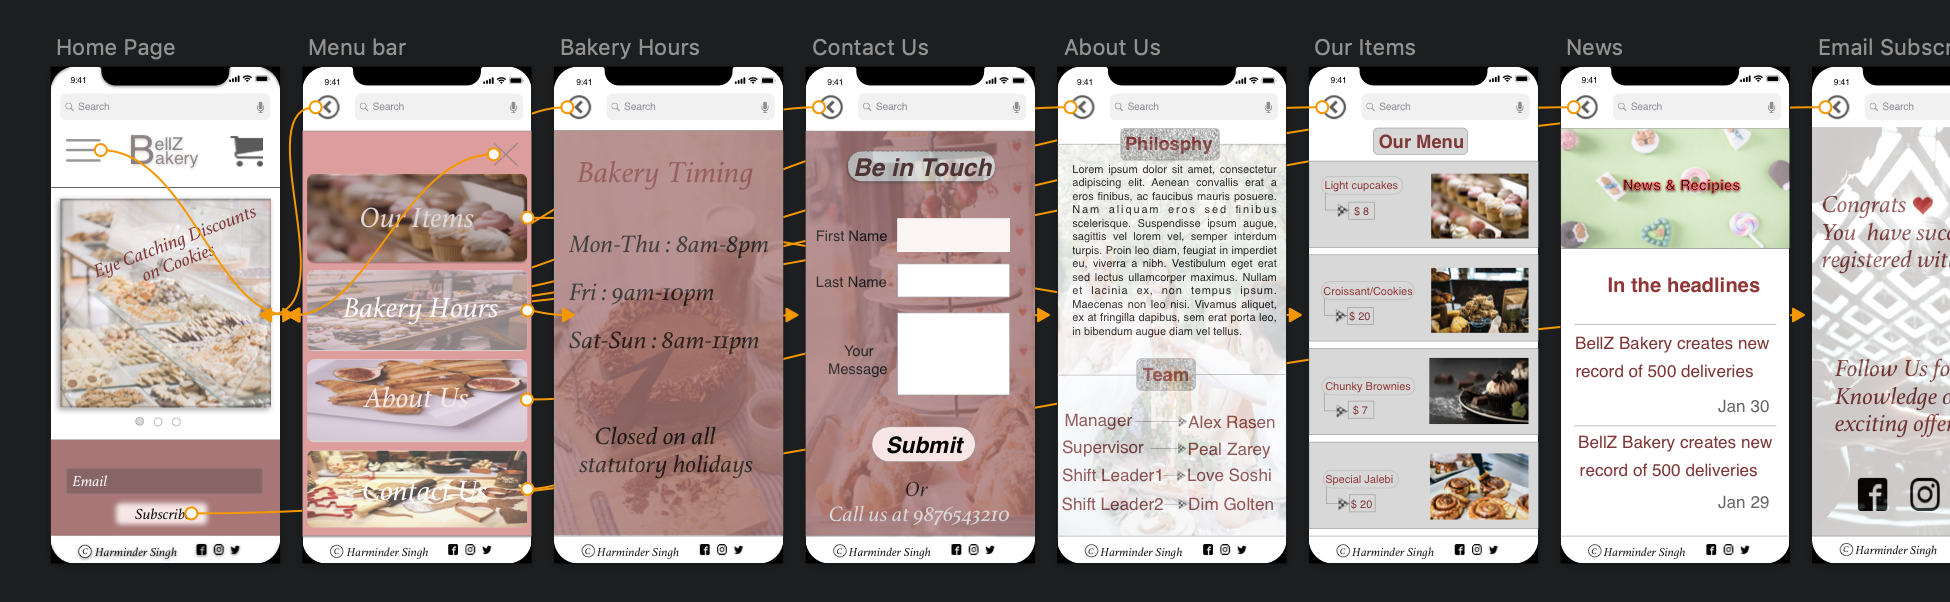 Home Page
9:41
Search
BellZ
Bakery
Eye Catching Discounts
on Cookies
Email
Subscrib
© Harminder Singh
Menu bar
9:41
Search
Our Items
Bakery Hours
About Us
Contact Us
© Harminder Singh
Bakery Hours
9:41
Search
Bakery Timing
Mon-Thu : 8am-8pm
Fri : 9am-10pm
Sat-Sun : 8am-11pm
Closed on all
statutory holidays
© Harminder Singh
Contact Us
9:41
Search
Be in Touch
First Name
Last Name
Your
Message
Submit
Or
Call us at 9876543210
© Harminder Singh
About Us
9:41
Search
Philosphy
Lorem ipsum dolor sit amet, consectetur
adipiscing elit. Aenean convallis erat a
eros finibus, ac faucibus mauris posuere.
Nam aliquam eros sed finibus
scelerisque. Suspendisse ipsum augue,
sagittis vel lorem vel, semper interdum
turpis. Proin leo diam, feugiat in imperdiet
eu, viverra a nibh. Vestibulum eget erat
sed lectus ullamcorper maximus. Nullam
et lacinia ex, non tempus ipsum.
Maecenas non leo nisi. Vivamus aliquet,
ex at fringilla dapibus, sem erat porta leo,
in bibendum augue diam vel tellus.
Team
Manager Alex Rasen
Supervisor Peal Zarey
Shift Leader1 Love Soshi
Shift Leader2 Dim Golten
© Harminder Singh
Our Items
9:41
Search
Our Menu
Light cupcakes
$ 8
Croissant/Cookies
$ 20
Chunky Brownies
$ 7
Special Jalebi
$ 20
© Harminder Singh
News
9:41
Search
News & Recipies
In the headlines
BellZ Bakery creates new
record of 500 deliveries
Jan 30
BellZ Bakery creates new
record of 500 deliveries
Jan 29
© Harminder Singh
Email Subscr
9:41
Search
Congrats ❤
You have succ
registered wit
Follow Us fo
Knowledge o
exciting offe
© Harminder Singh